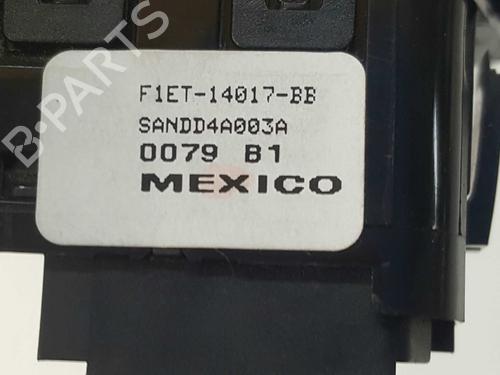 B-PARTS
F1ET-14017-BB
SANDD4A003A
0079 B1
MEXICO